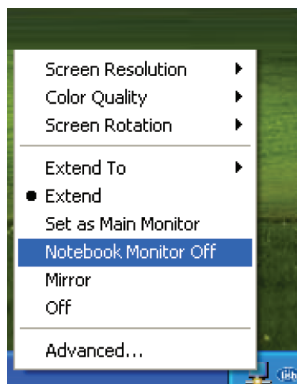 Screen Resolution
Color Quality
Screen Rotation
Extend To
Extend
Set as Main Monitor
Notebook Monitor Off
Mirror
Off
Advanced...